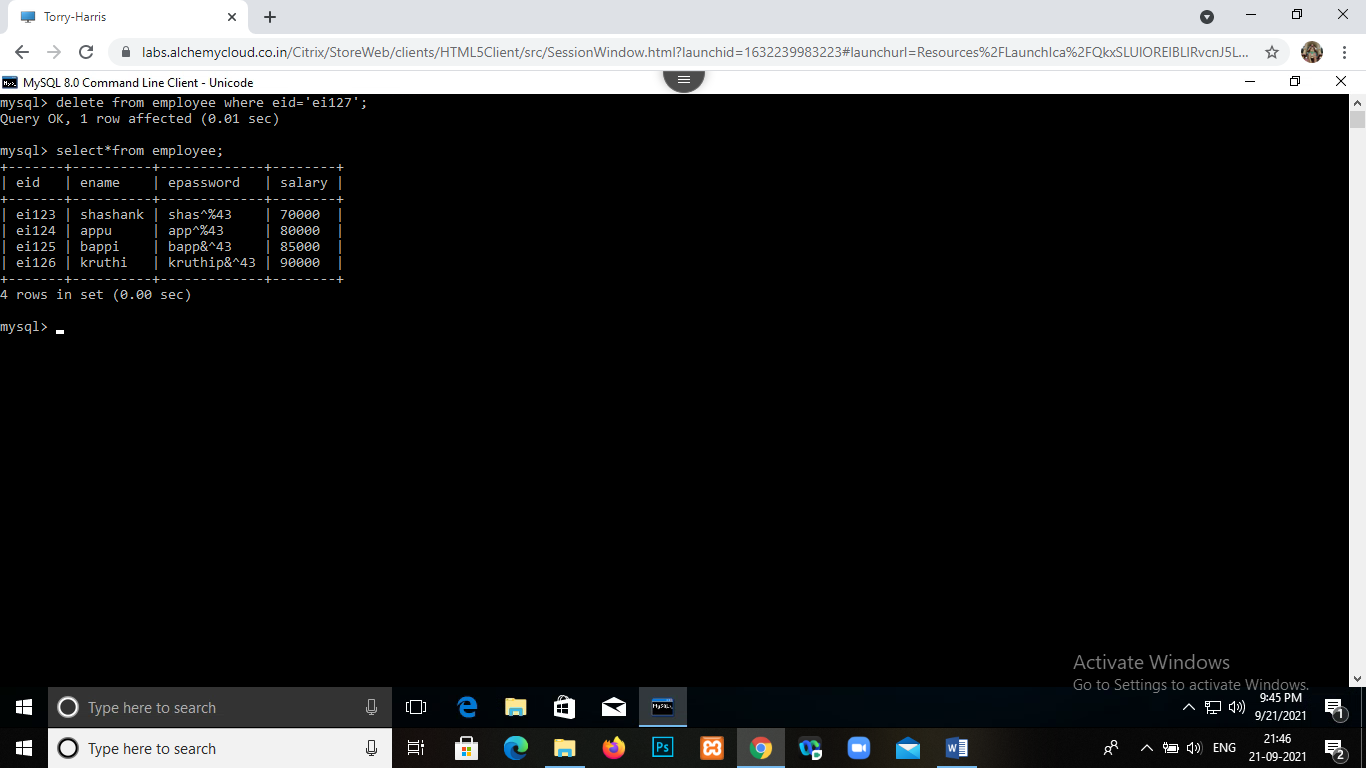 Torry-Harris
labs.alchemycloud.co.in/Citrix/StoreWeb/clients/HTML5Client/src/SessionWindow.html?launchid=1632239983223#launchurl=Resources%2FLaunchIca%2FQkxSLUlOREIBLlRvcnJ5L...
MySQL 8.0 Command Line Client - Unicode
mysql> delete from employee where eid='ei127';
Query OK, 1 row affected (0.01 sec)
mysql> select*from employee;
+-------+----------+-------------+--------+
| eid   | ename    | epassword   | salary |
+-------+----------+-------------+--------+
| ei123 | shashank | shas^%43    | 70000  |
| ei124 | appu     | app^%43     | 80000  |
| ei125 | bappi    | bapp&^43    | 85000  |
| ei126 | kruthi   | kruthip&^43 | 90000  |
+-------+----------+-------------+--------+
4 rows in set (0.00 sec)
mysql>
Activate Windows
Go to Settings to activate Windows.
Type here to search
9:45 PM
9/21/2021
1
Type here to search
Ps
ENG
21:46
21-09-2021
2